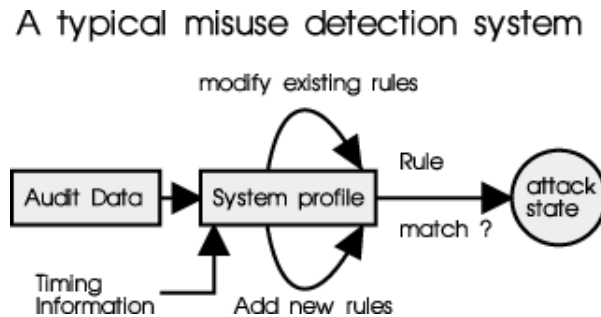 A typical misuse detection system
modify existing rules
Audit Data
System profile
Rule
match ?
attack
state
Timing
Information
Add new rules